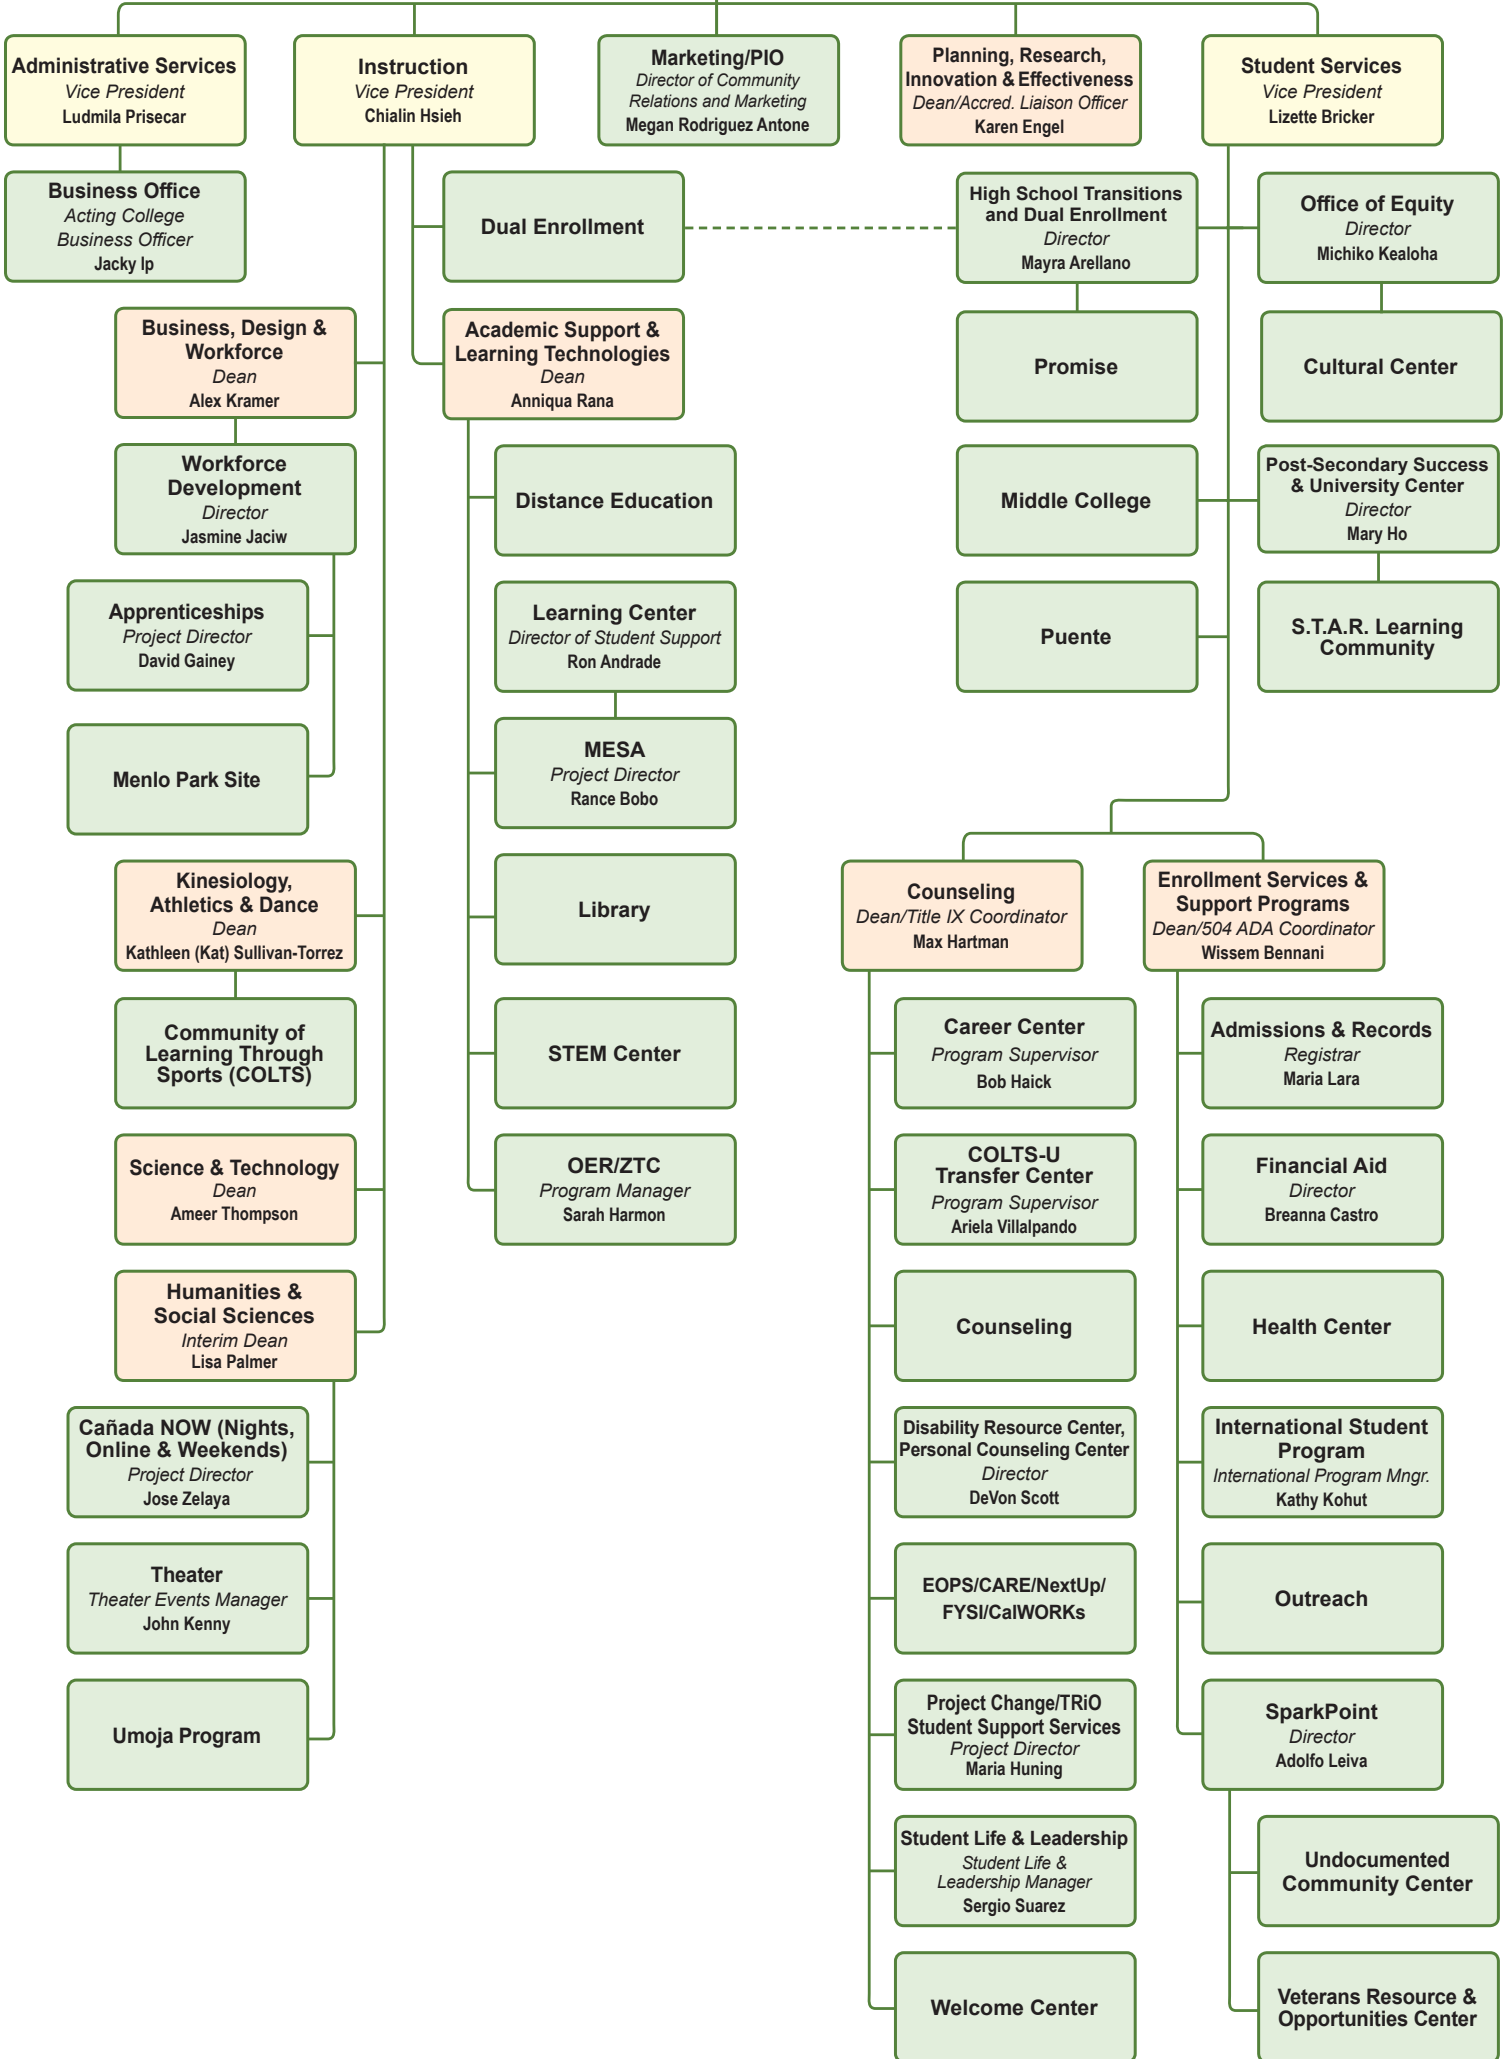 Administrative Services
Vice President
Ludmila Prisecar
Instruction
Vice President
Chialin Hsieh
Marketing/PIO
Director of Community
Relations and Marketing
Megan Rodriguez Antone
Planning, Research,
Innovation & Effectiveness
Dean/Accred. Liaison Officer
Karen Engel
Student Services
Vice President
Lizette Bricker
Business Office
Acting College
Business Officer
Jacky Ip
Dual Enrollment
High School Transitions
and Dual Enrollment
Director
Mayra Arellano
Office of Equity
Director
Michiko Kealoha
Business, Design &
Workforce
Dean
Alex Kramer
Academic Support &
Learning Technologies
Dean
Anniqua Rana
Promise
Cultural Center
Workforce
Development
Director
Jasmine Jaciw
Distance Education
Middle College
Post-Secondary Success
& University Center
Director
Mary Ho
Apprenticeships
Project Director
David Gainey
Learning Center
Director of Student Support
Ron Andrade
Puente
S.T.A.R. Learning
Community
Menlo Park Site
MESA
Project Director
Rance Bobo
Kinesiology,
Athletics & Dance
Dean
Kathleen (Kat) Sullivan-Torrez
Library
Counseling
Dean/Title IX Coordinator
Max Hartman
Enrollment Services &
Support Programs
Dean/504 ADA Coordinator
Wissem Bennani
Community of
Learning Through
Sports (COLTS)
STEM Center
Career Center
Program Supervisor
Bob Haick
Admissions & Records
Registrar
Maria Lara
Science & Technology
Dean
Ameer Thompson
OER/ZTC
Program Manager
Sarah Harmon
COLTS-U
Transfer Center
Program Supervisor
Ariela Villalpando
Financial Aid
Director
Breanna Castro
Humanities &
Social Sciences
Interim Dean
Lisa Palmer
Counseling
Health Center
Cañada NOW (Nights,
Online & Weekends)
Project Director
Jose Zelaya
Disability Resource Center,
Personal Counseling Center
Director
DeVon Scott
International Student
Program
International Program Mngr.
Kathy Kohut
Theater
Theater Events Manager
John Kenny
EOPS/CARE/NextUp/
FYSI/CalWORKs
Outreach
Umoja Program
Project Change/TRiO
Student Support Services
Project Director
Maria Huning
SparkPoint
Director
Adolfo Leiva
Student Life & Leadership
Student Life &
Leadership Manager
Sergio Suarez
Undocumented
Community Center
Welcome Center
Veterans Resource &
Opportunities Center